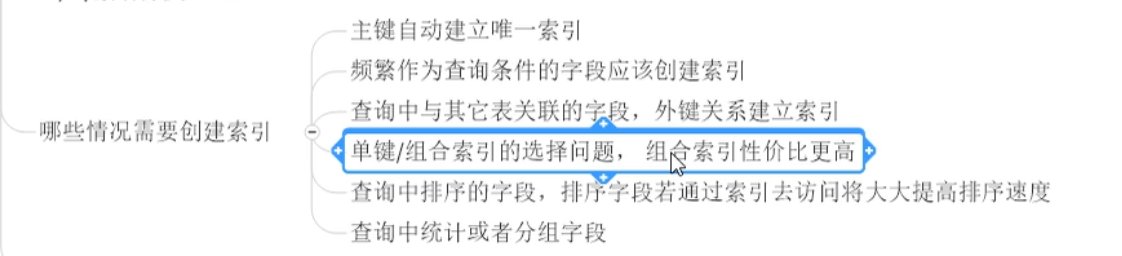 主键自动建立唯一索引
频繁作为查询条件的字段应该创建索引
查询中与其它表关联的字段，外键关系建立索引
哪些情况需要创建索引
单键/组合索引的选择问题， 组合索引性价比更高
查询中排序的字段，排序字段若通过索引去访问将大大提高排序速度
查询中统计或者分组字段